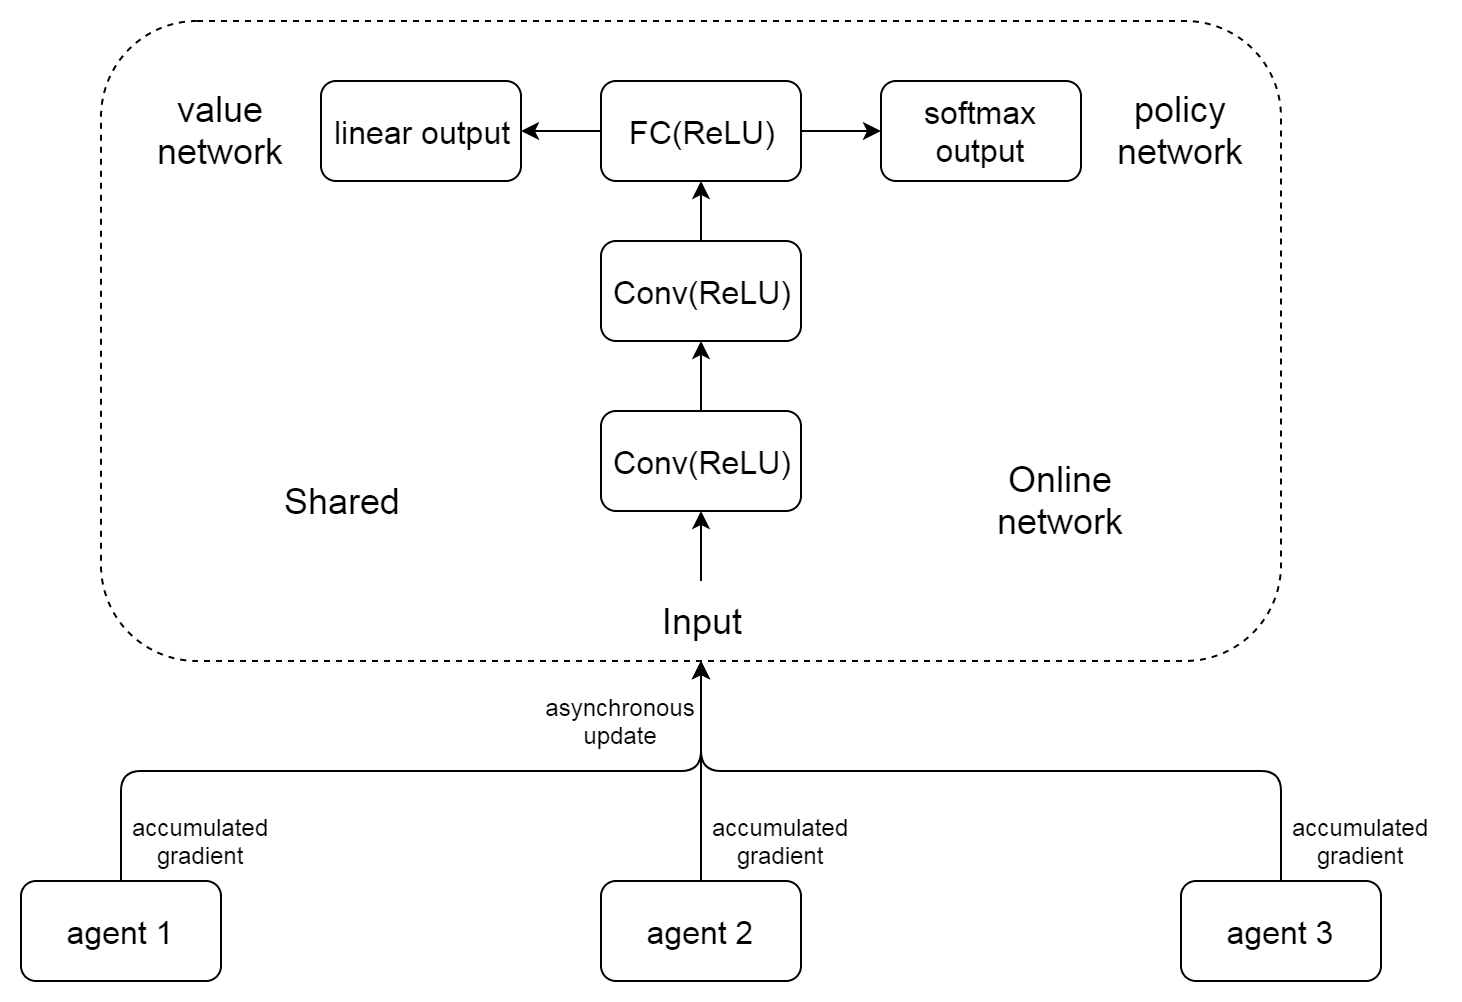 value
network
linear output
FC(ReLU)
softmax
output
policy
network
Conv(ReLU)
Conv(ReLU)
Shared
Online
network
Input
asynchronous
update
accumulated
gradient
accumulated
gradient
accumulated
gradient
agent 1
agent 2
agent 3